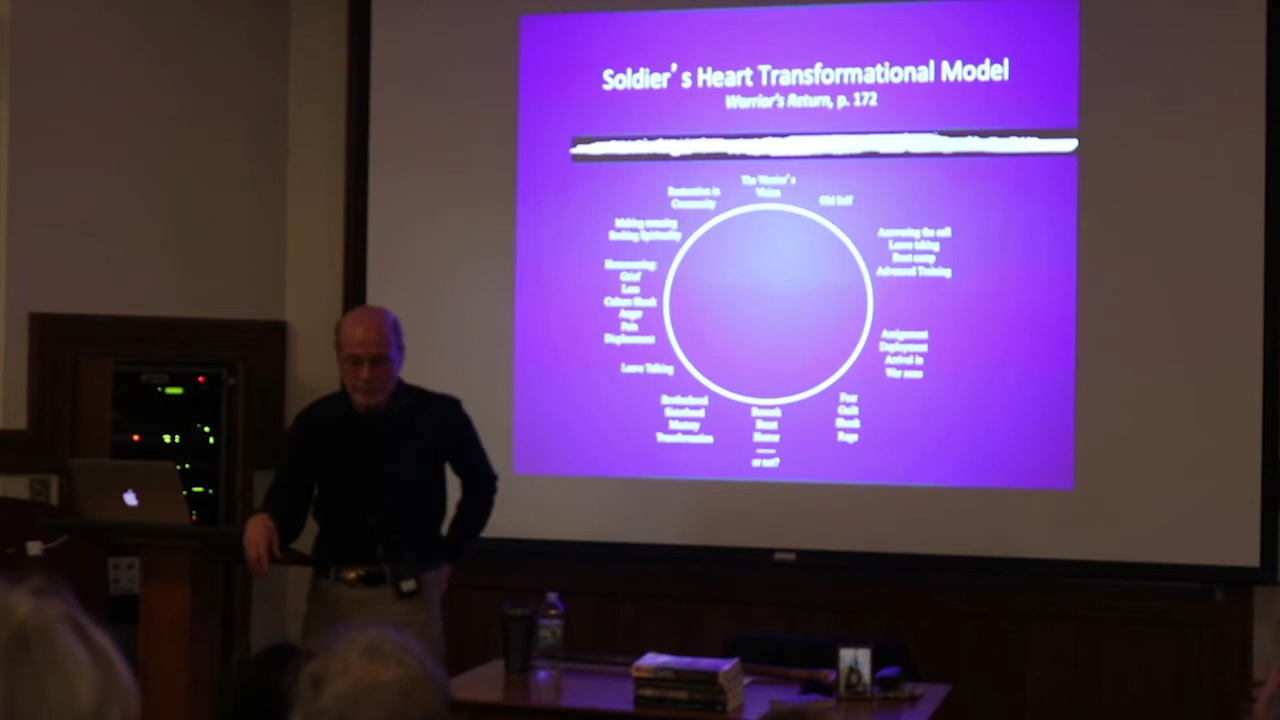 Soldier's Heart Transformational Model
Warrior's Return, p. 172
The Warrior's
Vision
Old Self
Answering the call
Leave taking
Boot camp
Advanced Training
Assignment
Deployment
Arrival in
War zone
Fear
Guilt
Shock
Rage
Beast
Honor
or not?
Brotherhood
Sisterhood
Mastery
Transformation
Leave Taking
Homecoming:
Grief
Loss
Culture Shock
Anger
Pain
Displacement
Making meaning
Seeking Spirituality
Restoration in
Community